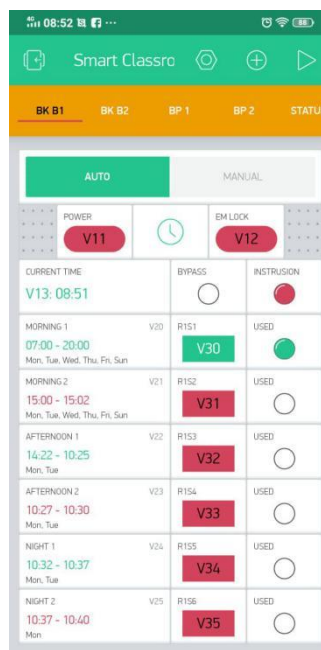 4G 08:52 ... 88
Smart Classro
BK B1 BK B2 BP 1 BP 2 STATU
AUTO MANUAL
POWER EM LOCK
V11 V12
CURRENT TIME BYPASS INSTRUSION
V13: 08:51
MORNING 1 V20 R1S1 USED
07:00 - 20:00 V30
Mon, Tue, Wed, Thu, Fri, Sun
MORNING 2 V21 R1S2 USED
15:00 - 15:02 V31
Mon, Tue, Wed, Thu, Fri, Sun
AFTERNOON 1 V22 R1S3 USED
14:22 - 10:25 V32
Mon, Tue
AFTERNOON 2 V23 R1S4 USED
10:27 - 10:30 V33
Mon, Tue
NIGHT 1 V24 R1S5 USED
10:32 - 10:37 V34
Mon, Tue
NIGHT 2 V25 R1S6 USED
10:37 - 10:40 V35
Mon